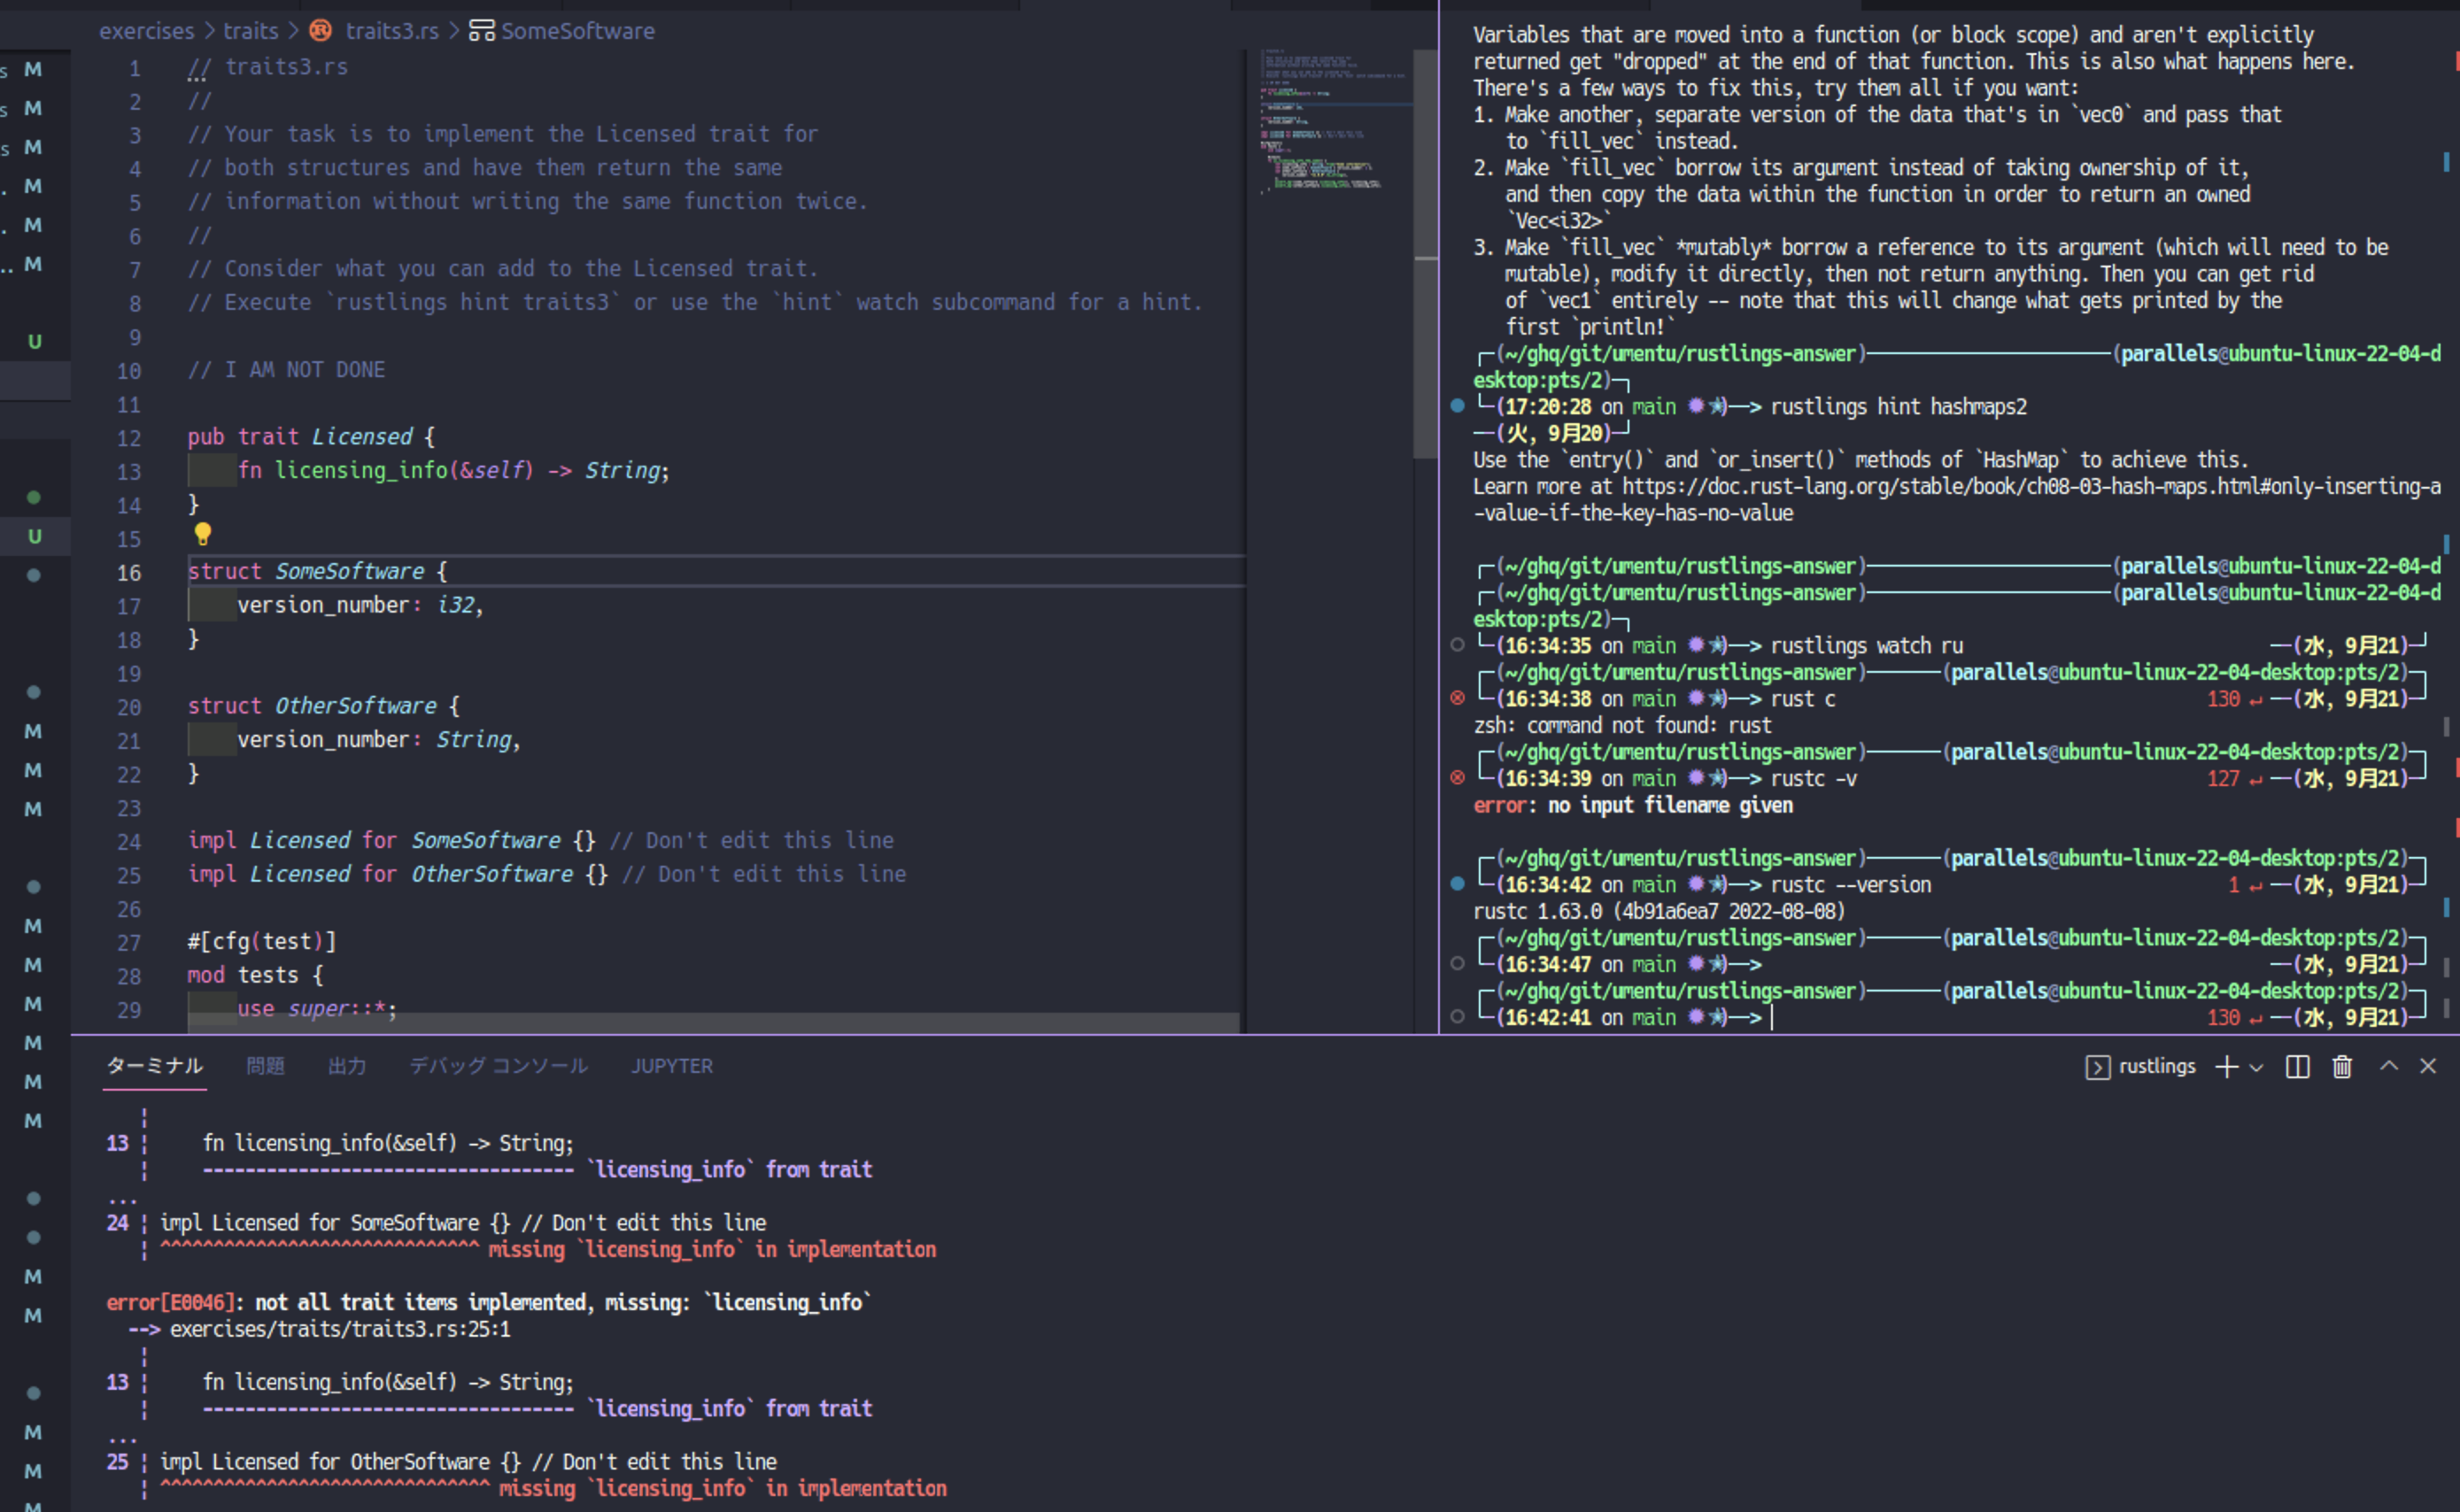 exercises > traits > traits3.rs > SomeSoftware
1 // traits3.rs
2 //
3 // Your task is to implement the Licensed trait for
4 // both structures and have them return the same
5 // information without writing the same function twice.
6 //
7 // Consider what you can add to the Licensed trait.
8 // Execute `rustlings hint traits3` or use the `hint` watch subcommand for a hint.
9
10 // I AM NOT DONE
11
12 pub trait Licensed {
13     fn licensing_info(&self) -> String;
14 }
15
16 struct SomeSoftware {
17     version_number: i32,
18 }
19
20 struct OtherSoftware {
21     version_number: String,
22 }
23
24 impl Licensed for SomeSoftware {} // Don't edit this line
25 impl Licensed for OtherSoftware {} // Don't edit this line
26
27 #[cfg(test)]
28 mod tests {
29     use super::*;
s M
s M
s M
. M
. M
.. M
U
U
M
M
M
M
M
M
M
M
M
M
M
M
M
M
Variables that are moved into a function (or block scope) and aren't explicitly
returned get "dropped" at the end of that function. This is also what happens here.
There's a few ways to fix this, try them all if you want:
1. Make another, separate version of the data that's in `vec0` and pass that
   to `fill_vec` instead.
2. Make `fill_vec` borrow its argument instead of taking ownership of it,
   and then copy the data within the function in order to return an owned
   `Vec<i32>`
3. Make `fill_vec` *mutably* borrow a reference to its argument (which will need to be
   mutable), modify it directly, then not return anything. Then you can get rid
   of `vec1` entirely -- note that this will change what gets printed by the
   first `println!`
┌─(~/ghq/git/umentu/rustlings-answer)───────(parallels@ubuntu-linux-22-04-d
esktop:pts/2)─┐
└─(17:20:28 on main ✹✭)──> rustlings hint hashmaps2
──(火, 9月20)─┘
Use the `entry()` and `or_insert()` methods of `HashMap` to achieve this.
Learn more at https://doc.rust-lang.org/stable/book/ch08-03-hash-maps.html#only-inserting-a
-value-if-the-key-has-no-value
┌─(~/ghq/git/umentu/rustlings-answer)───────(parallels@ubuntu-linux-22-04-d
┌─(~/ghq/git/umentu/rustlings-answer)───────(parallels@ubuntu-linux-22-04-d
esktop:pts/2)─┐
└─(16:34:35 on main ✹✭)──> rustlings watch ru ──(水, 9月21)─┘
┌─(~/ghq/git/umentu/rustlings-answer)───────(parallels@ubuntu-linux-22-04-desktop:pts/2)─┐
└─(16:34:38 on main ✹✭)──> rust c 130 ↵ ──(水, 9月21)─┘
zsh: command not found: rust
┌─(~/ghq/git/umentu/rustlings-answer)───────(parallels@ubuntu-linux-22-04-desktop:pts/2)─┐
└─(16:34:39 on main ✹✭)──> rustc -v 127 ↵ ──(水, 9月21)─┘
error: no input filename given
┌─(~/ghq/git/umentu/rustlings-answer)───────(parallels@ubuntu-linux-22-04-desktop:pts/2)─┐
└─(16:34:42 on main ✹✭)──> rustc --version 1 ↵ ──(水, 9月21)─┘
rustc 1.63.0 (4b91a6ea7 2022-08-08)
┌─(~/ghq/git/umentu/rustlings-answer)───────(parallels@ubuntu-linux-22-04-desktop:pts/2)─┐
└─(16:34:47 on main ✹✭)──> ──(水, 9月21)─┘
┌─(~/ghq/git/umentu/rustlings-answer)───────(parallels@ubuntu-linux-22-04-desktop:pts/2)─┐
└─(16:42:41 on main ✹✭)──> 130 ↵ ──(水, 9月21)─┘
ターミナル 問題 出力 デバッグ コンソール JUPYTER rustlings
   |
13 |     fn licensing_info(&self) -> String;
   |     ----------------------------------- `licensing_info` from trait
...
24 | impl Licensed for SomeSoftware {} // Don't edit this line
   | ^^^^^^^^^^^^^^^^^^^^^^^^^^^^^^ missing `licensing_info` in implementation
error[E0046]: not all trait items implemented, missing: `licensing_info`
  --> exercises/traits/traits3.rs:25:1
   |
13 |     fn licensing_info(&self) -> String;
   |     ----------------------------------- `licensing_info` from trait
...
25 | impl Licensed for OtherSoftware {} // Don't edit this line
   | ^^^^^^^^^^^^^^^^^^^^^^^^^^^^^^^ missing `licensing_info` in implementation